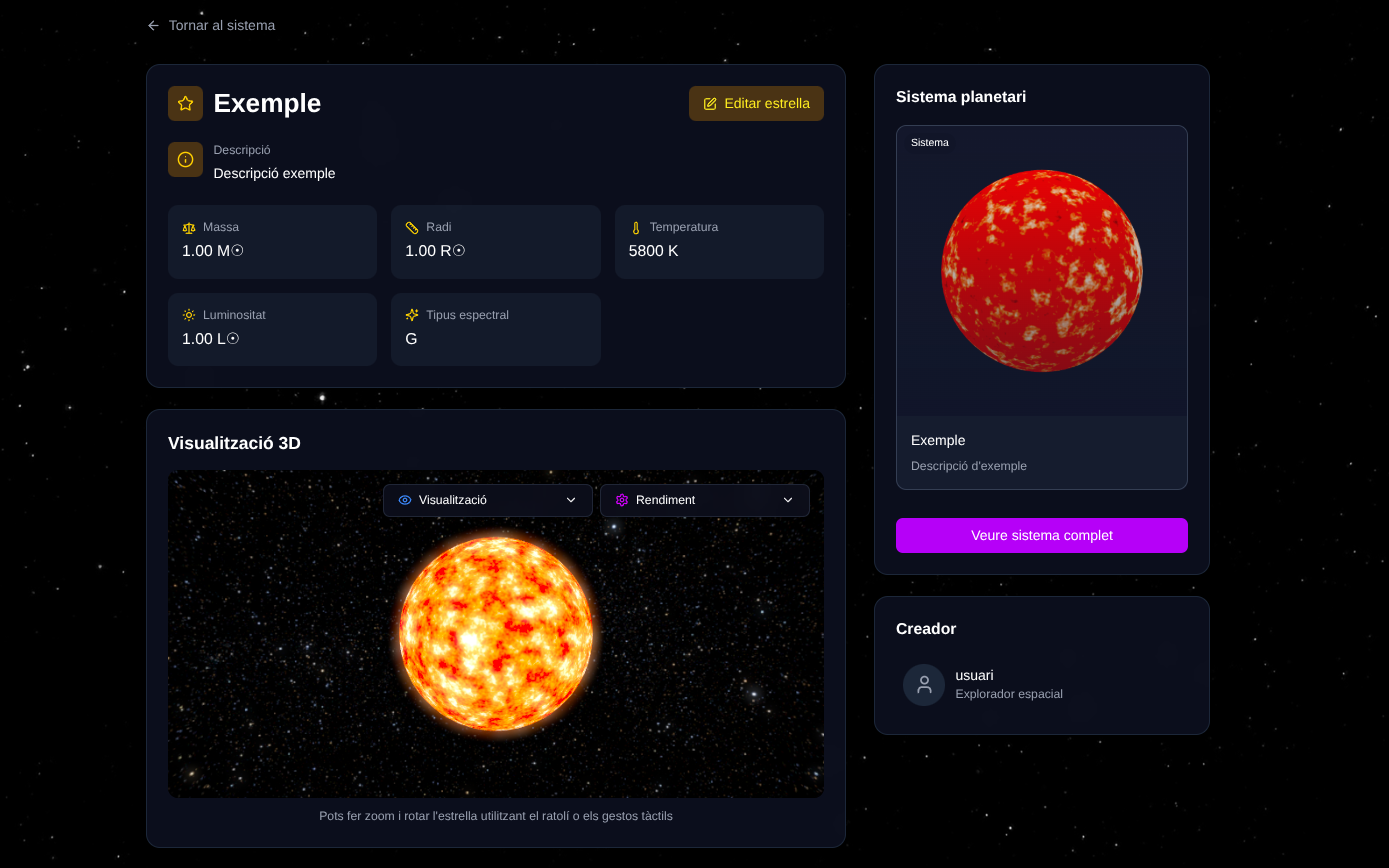 Tornar al sistema
Exemple
Editar estrella
Descripció
Descripció exemple
Massa
1.00 M☉
Radi
1.00 R☉
Temperatura
5800 K
Luminositat
1.00 L☉
Tipus espectral
G
Visualització 3D
Visualització
Rendiment
Pots fer zoom i rotar l'estrella utilitzant el ratolí o els gestos tàctils
Sistema planetari
Sistema
Exemple
Descripció d'exemple
Veure sistema complet
Creador
usuari
Explorador espacial